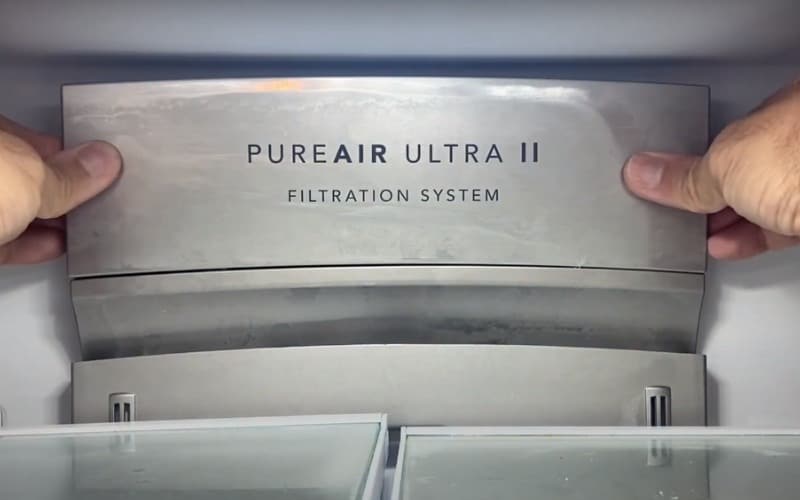 PUREAIR ULTRA II
FILTRATION SYSTEM